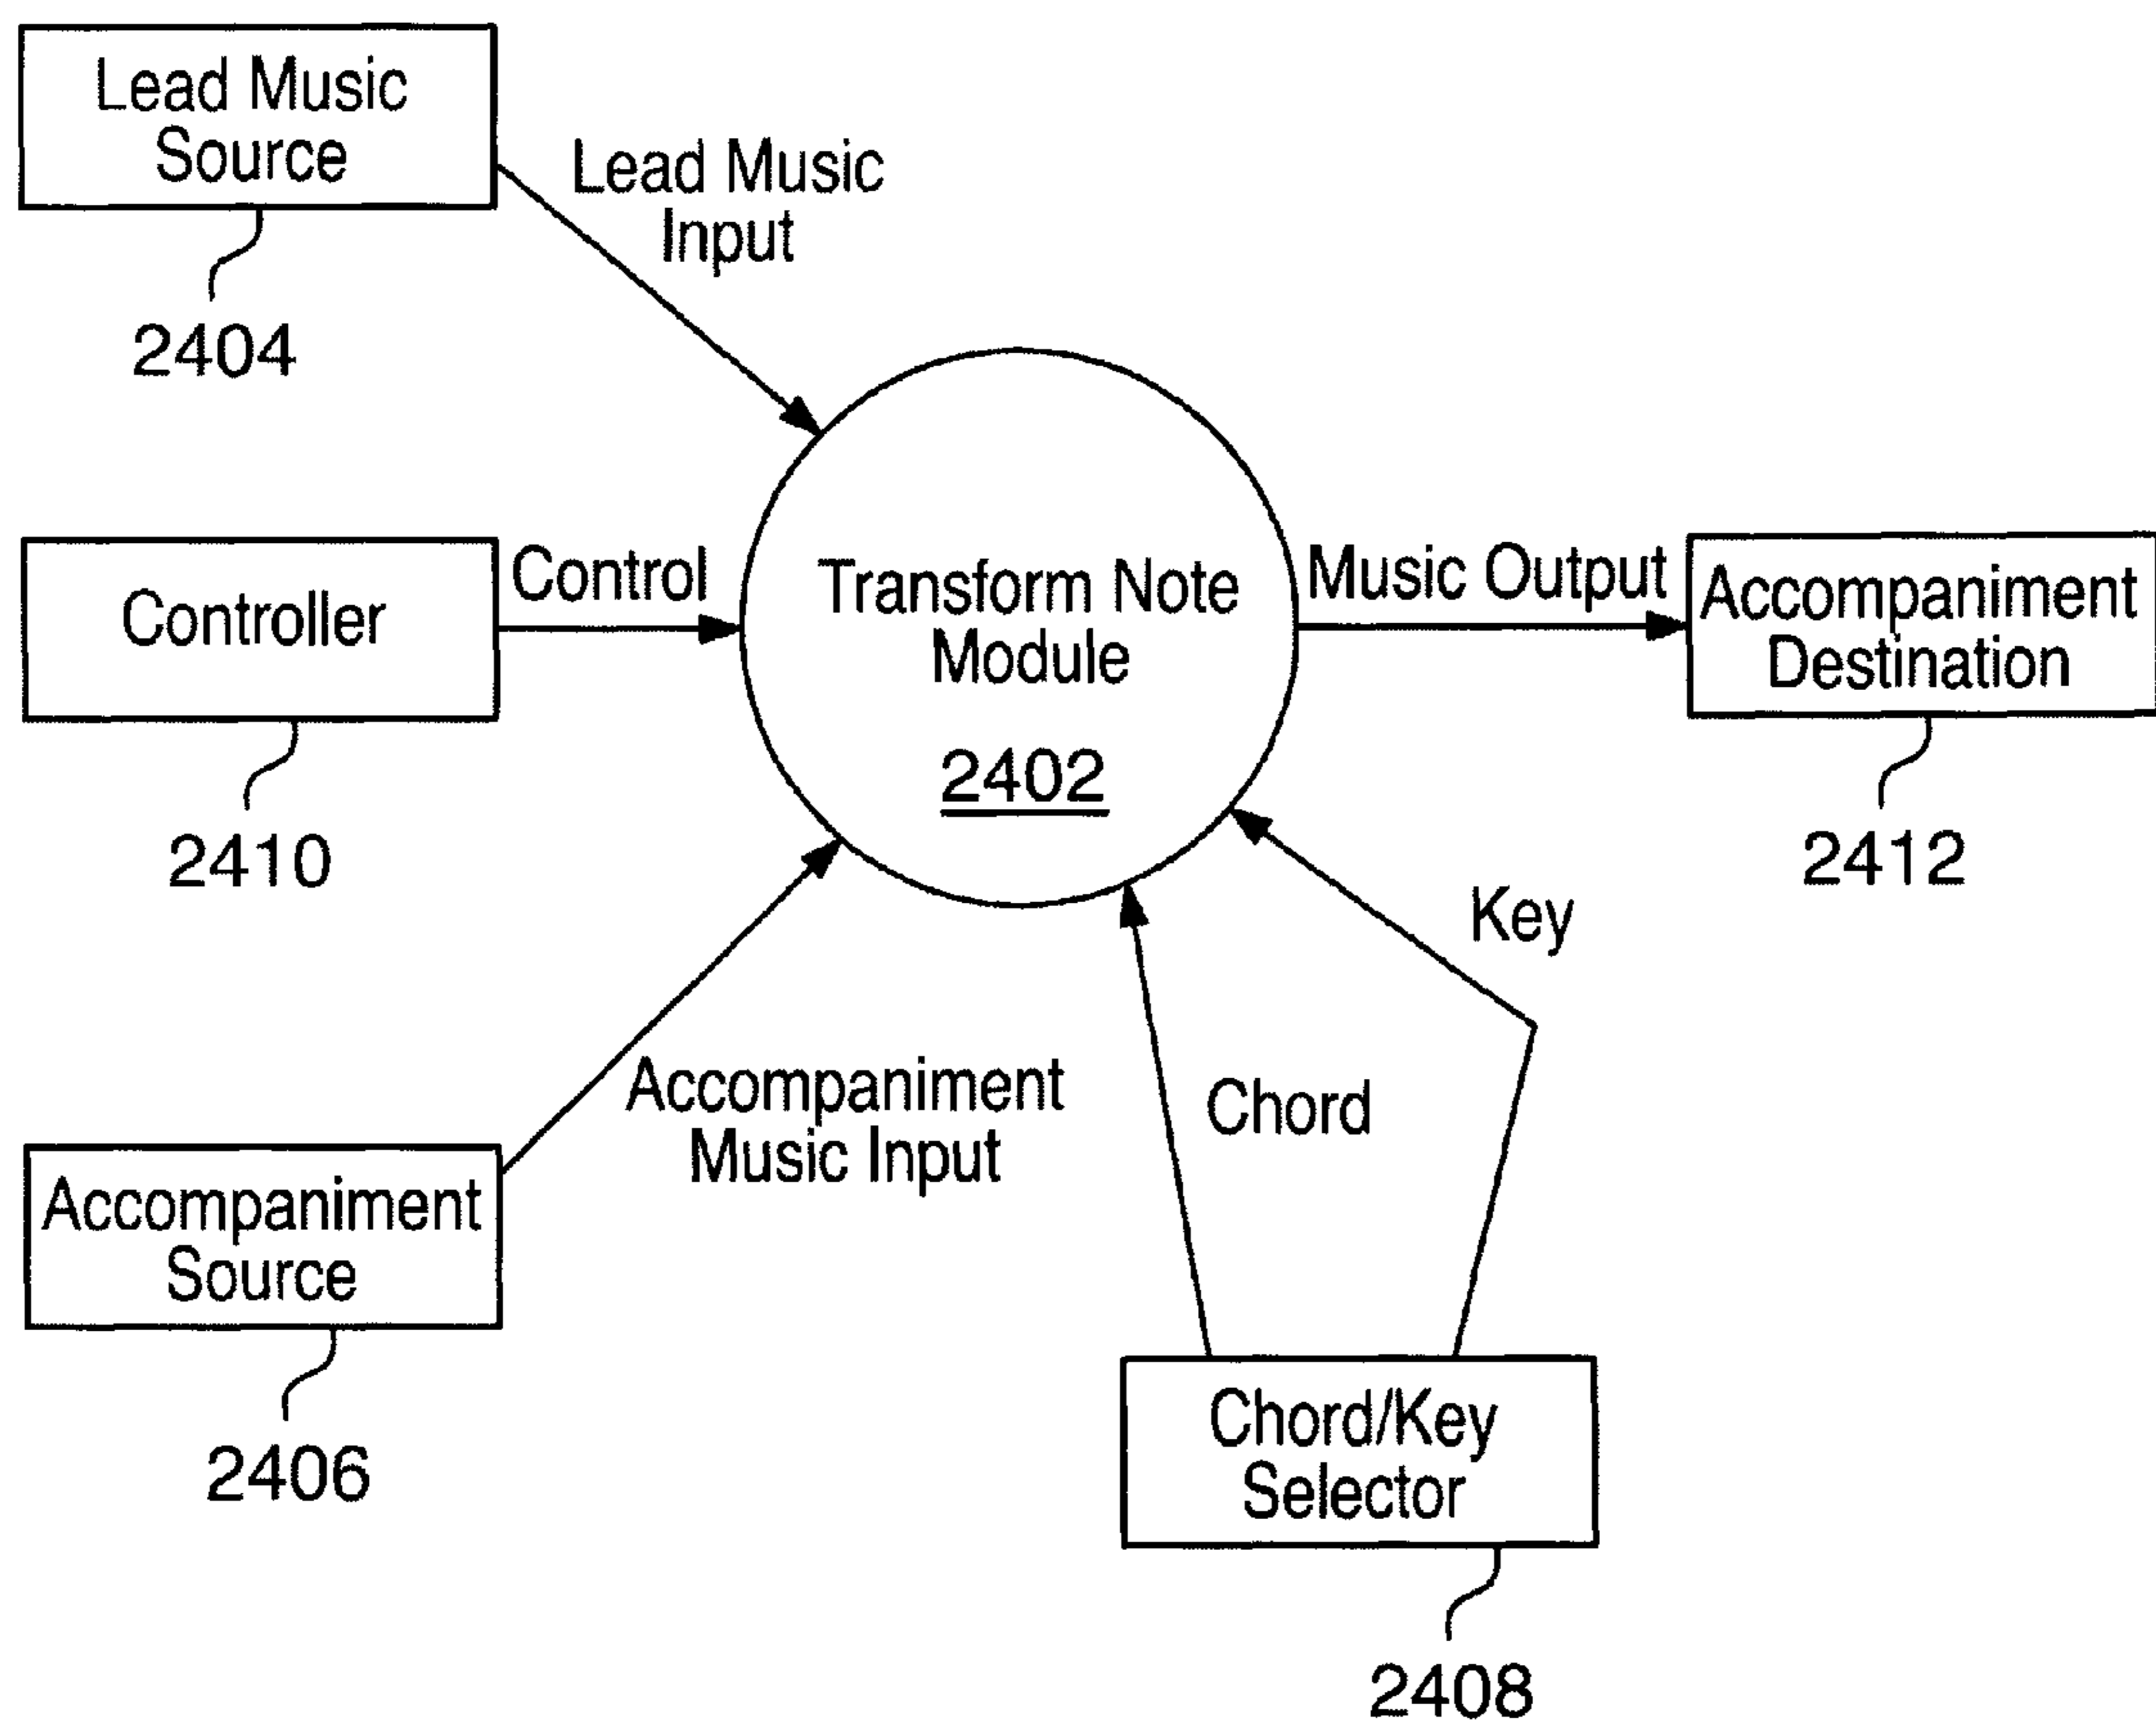 Lead Music
Source
2404
Lead Music
Input
Controller
2410
Control
Transform Note
Module
2402
Music Output
Accompaniment
Destination
2412
Accompaniment
Source
2406
Accompaniment
Music Input
Chord
Key
Chord/Key
Selector
2408